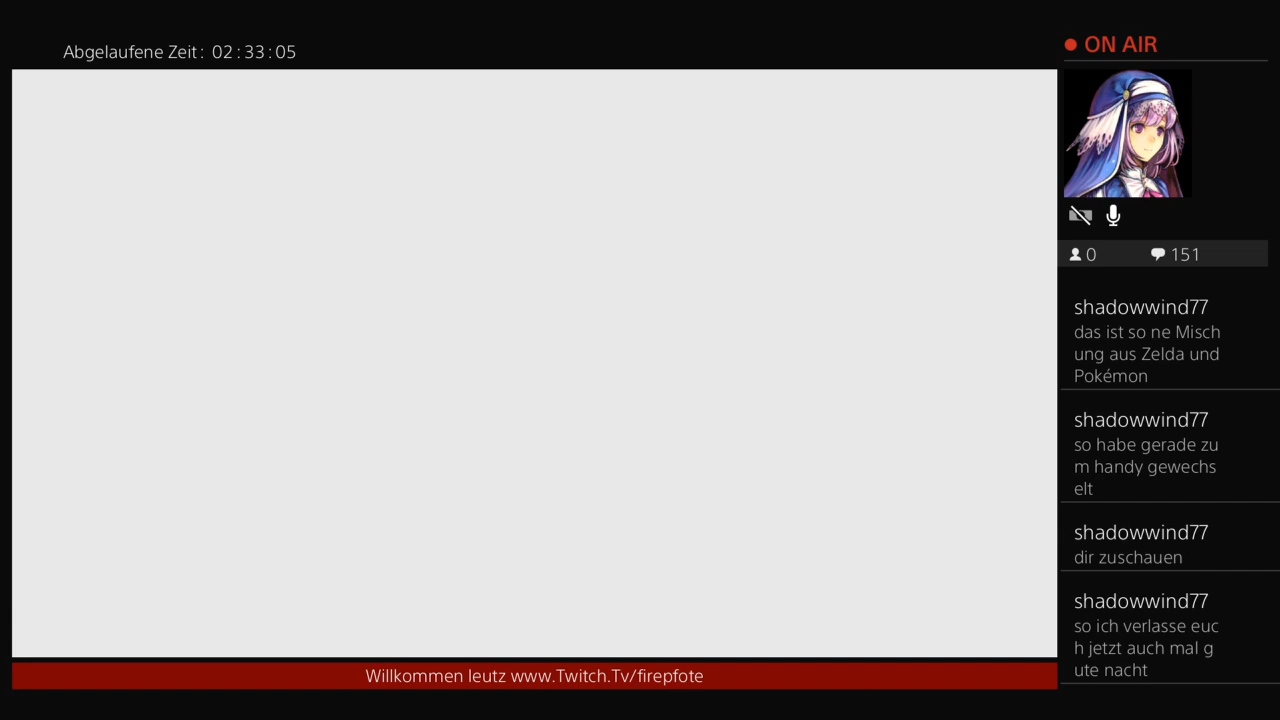 Abgelaufene Zeit: 02:33:05
ON AIR
0 151
shadowwind77
das ist so ne Misch
ung aus Zelda und
Pokémon
shadowwind77
so habe gerade zu
m handy gewechs
elt
shadowwind77
dir zuschauen
shadowwind77
so ich verlasse euc
h jetzt auch mal g
ute nacht
Willkommen leutz www.Twitch.Tv/firepfote